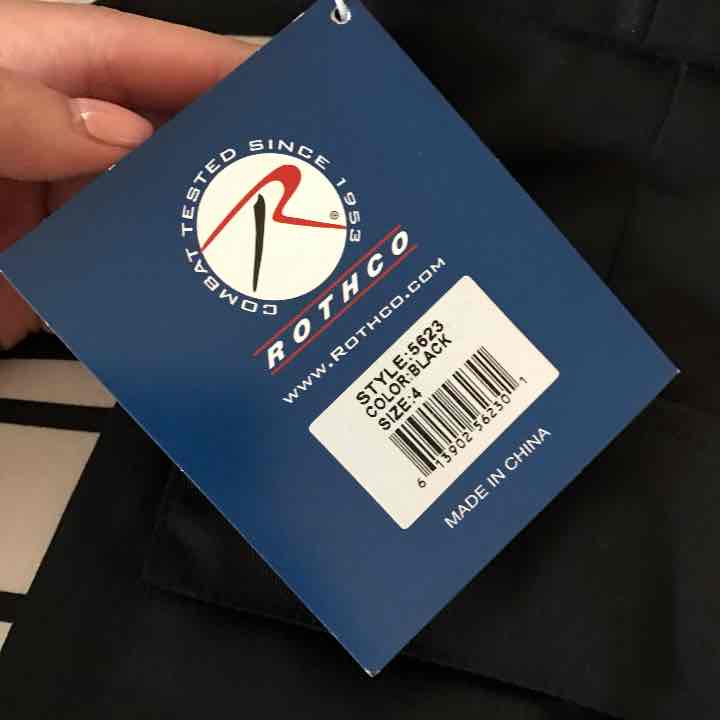 COMBAT TESTED SINCE 1953
R®
ROTHCO
www.ROTHCO.COM
STYLE:5623
COLOR:BLACK
SIZE:4
6 13902 56230 1
MADE IN CHINA